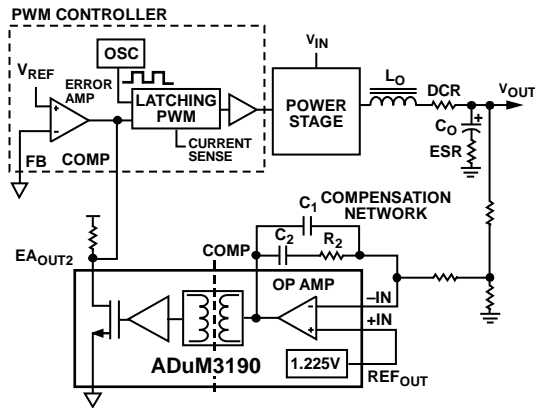 PWM CONTROLLER
OSC
VREF
ERROR
AMP
LATCHING
PWM
CURRENT
SENSE
FB
COMP
VIN
POWER
STAGE
LO
DCR
VOUT
CO
ESR
COMPENSATION
NETWORK
C1
C2
R2
EAOUT2
COMP
OP AMP
–IN
+IN
ADuM3190
1.225V
REFOUT